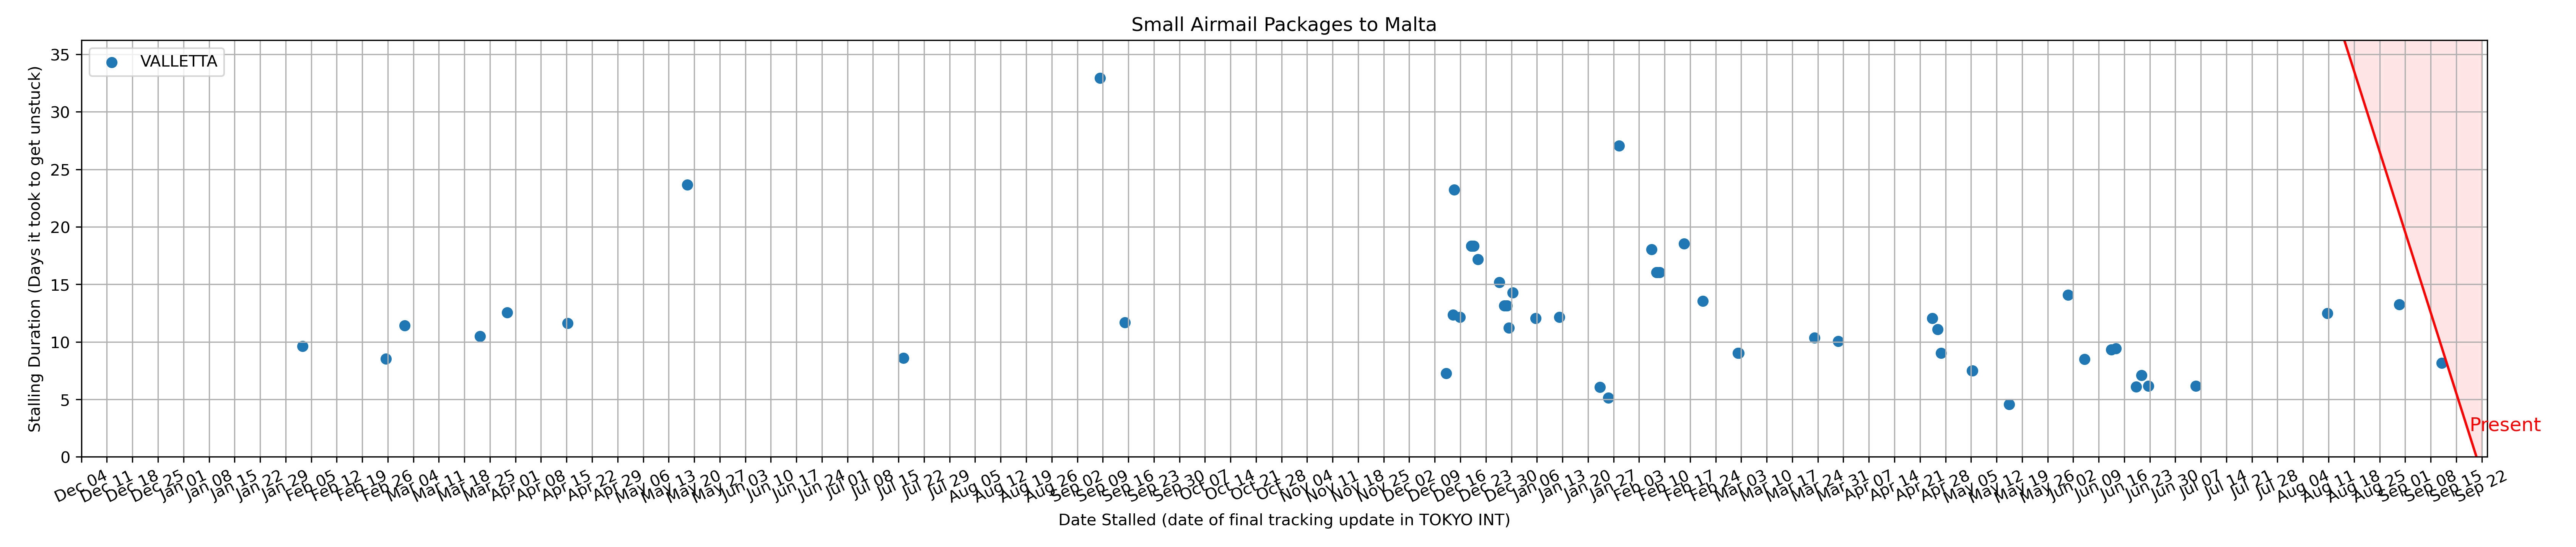 Small Airmail Packages to Malta
VALLETTA
Stalling Duration (Days it took to get unstuck)
35
30
25
20
15
10
5
0
Present
Dec 04
Dec 11
Dec 18
Dec 25
Jan 01
Jan 08
Jan 15
Jan 22
Jan 29
Feb 05
Feb 12
Feb 19
Feb 26
Mar 04
Mar 11
Mar 18
Mar 25
Apr 01
Apr 08
Apr 15
Apr 22
Apr 29
May 06
May 13
May 20
May 27
Jun 03
Jun 10
Jun 17
Jun 24
Jul 01
Jul 08
Jul 15
Jul 22
Jul 29
Aug 05
Aug 12
Aug 19
Aug 26
Sep 02
Sep 09
Sep 16
Sep 23
Sep 30
Oct 07
Oct 14
Oct 21
Oct 28
Nov 04
Nov 11
Nov 18
Nov 25
Dec 02
Dec 09
Dec 16
Dec 23
Dec 30
Jan 06
Jan 13
Jan 20
Jan 27
Feb 03
Feb 10
Feb 17
Feb 24
Mar 03
Mar 10
Mar 17
Mar 24
Mar 31
Apr 07
Apr 14
Apr 21
Apr 28
May 05
May 12
May 19
May 26
Jun 02
Jun 09
Jun 16
Jun 23
Jun 30
Jul 07
Jul 14
Jul 21
Jul 28
Aug 04
Aug 11
Aug 18
Aug 25
Sep 01
Sep 08
Sep 15
Sep 22
Date Stalled (date of final tracking update in TOKYO INT)